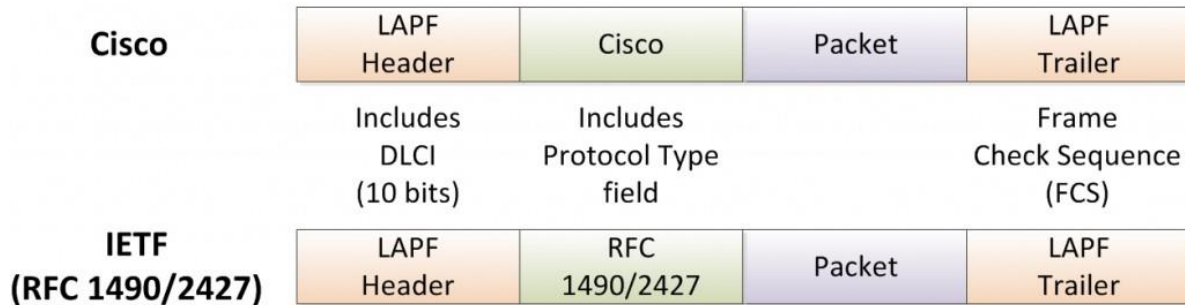 Cisco
LAPF
Header
Cisco
Packet
LAPF
Trailer
Includes
DLCI
(10 bits)
Includes
Protocol Type
field
Frame
Check Sequence
(FCS)
IETF
(RFC 1490/2427)
LAPF
Header
RFC
1490/2427
Packet
LAPF
Trailer